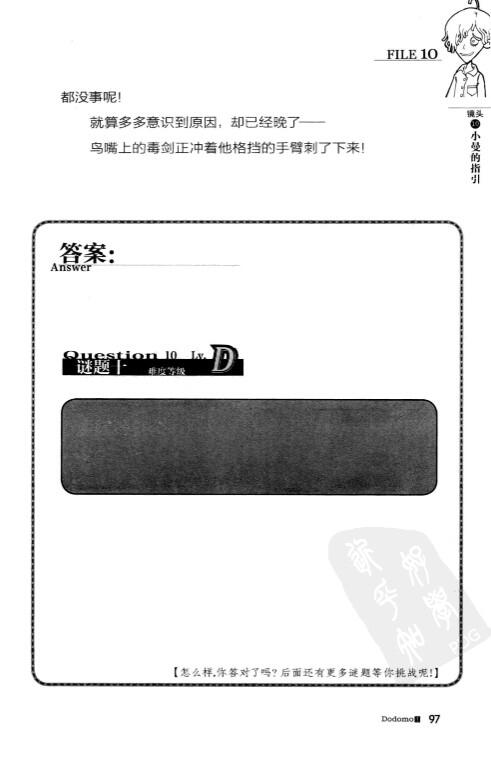 FILE 10
镜头
10
小曼的指引
都没事呢！
就算多多意识到原因，却已经晚了——
鸟嘴上的毒剑正冲着他格挡的手臂刺了下来！
答案：
Answer
Question 10 Lv. D
谜题十 难度等级
【怎么样,你答对了吗？后面还有更多谜题等你挑战呢!】
Dodomo 97